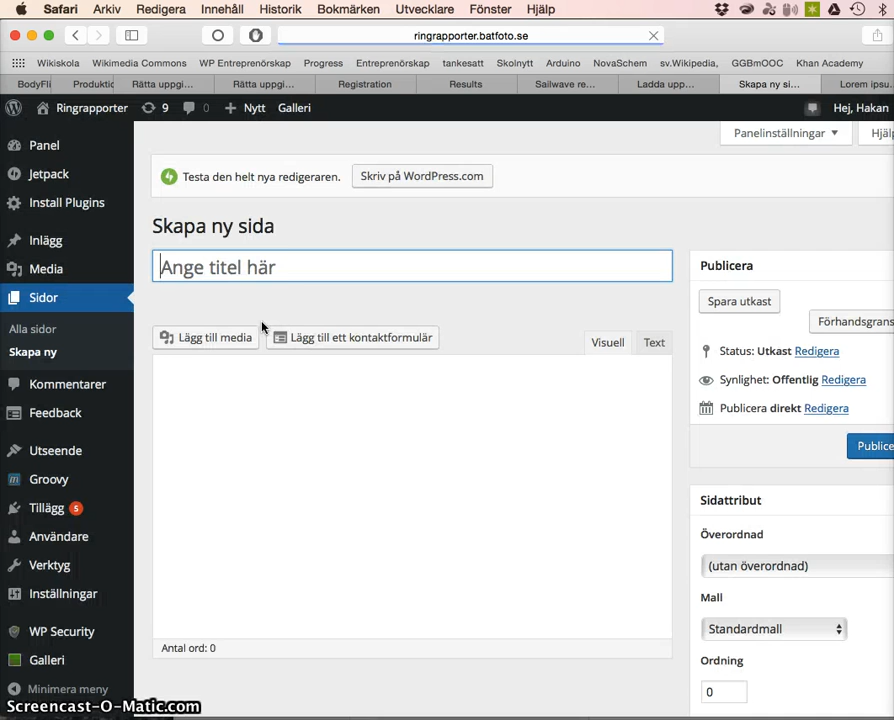 Safari Arkiv Redigera Innehåll Historik Bokmärken Utvecklare Fönster Hjälp
ringrapporter.batfoto.se
Wikiskola Wikimedia Commons WP Entreprenörskap Progress Entreprenörskap tankesatt Skolnytt Arduino NovaSchem sv.Wikipedia, GGBmOOC Khan Academy
BodyFli Produktic Rätta uppgi... Rätta uppgi... Registration Results Sailwave re... Ladda upp... Skapa ny si... Lorem ipsu.
Ringrapporter 9 0 Nytt Galleri Hej, Hakan
Panelinställningar Hjäl
Panel
Jetpack
Install Plugins
Inlägg
Media
Sidor
Alla sidor
Skapa ny
Kommentarer
Feedback
Utseende
Groovy
Tillägg 5
Användare
Verktyg
Inställningar
WP Security
Galleri
Minimera meny
Testa den helt nya redigeraren. Skriv på WordPress.com
Skapa ny sida
Ange titel här
Lägg till media Lägg till ett kontaktformulär Visuell Text
Antal ord: 0
Publicera
Spara utkast
Förhandsgrans
Status: Utkast Redigera
Synlighet: Offentlig Redigera
Publicera direkt Redigera
Publice
Sidattribut
Överordnad
(utan överordnad)
Mall
Standardmall
Ordning
0
Screencast-O-Matic.com